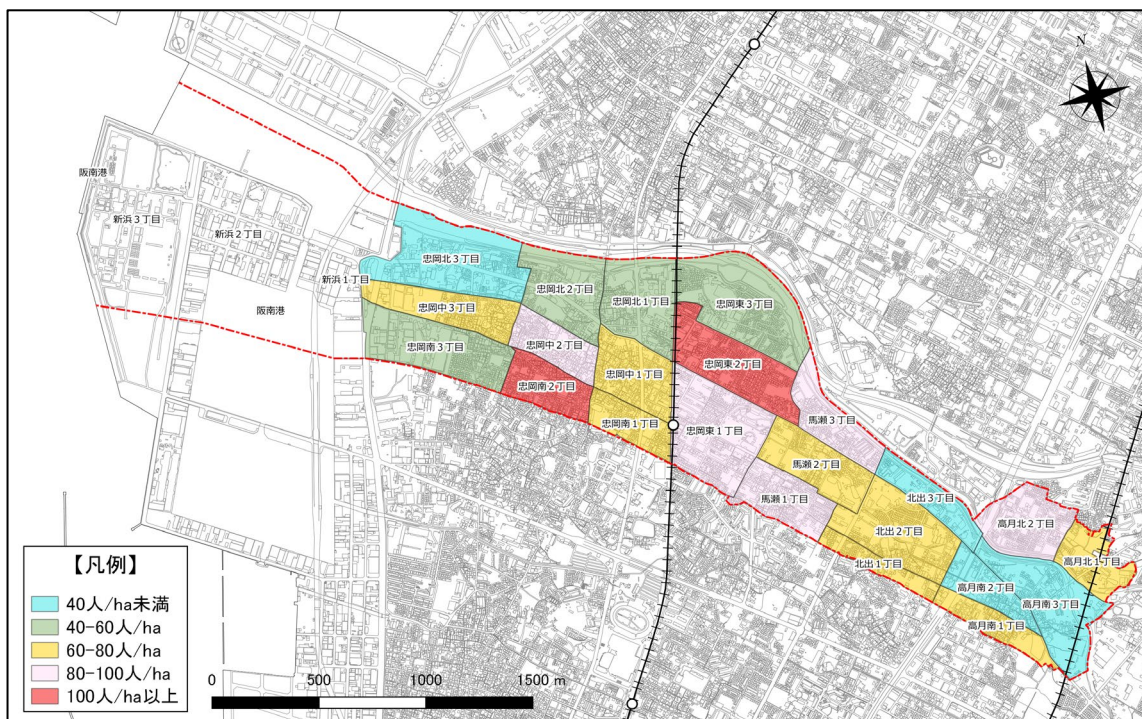 N
阪南港
新浜3丁目
新浜2丁目
新浜1丁目
阪南港
忠岡北3丁目
忠岡北2丁目
忠岡北1丁目
忠岡東3丁目
忠岡中3丁目
忠岡中2丁目
忠岡中1丁目
忠岡東2丁目
忠岡南3丁目
忠岡南2丁目
忠岡南1丁目
忠岡東1丁目
馬瀬3丁目
馬瀬2丁目
馬瀬1丁目
北出3丁目
北出2丁目
北出1丁目
高月北2丁目
高月北1丁目
高月南2丁目
高月南3丁目
高月南1丁目
【凡例】
40人/ha未満
40-60人/ha
60-80人/ha
80-100人/ha
100人/ha以上
0 500 1000 1500 m